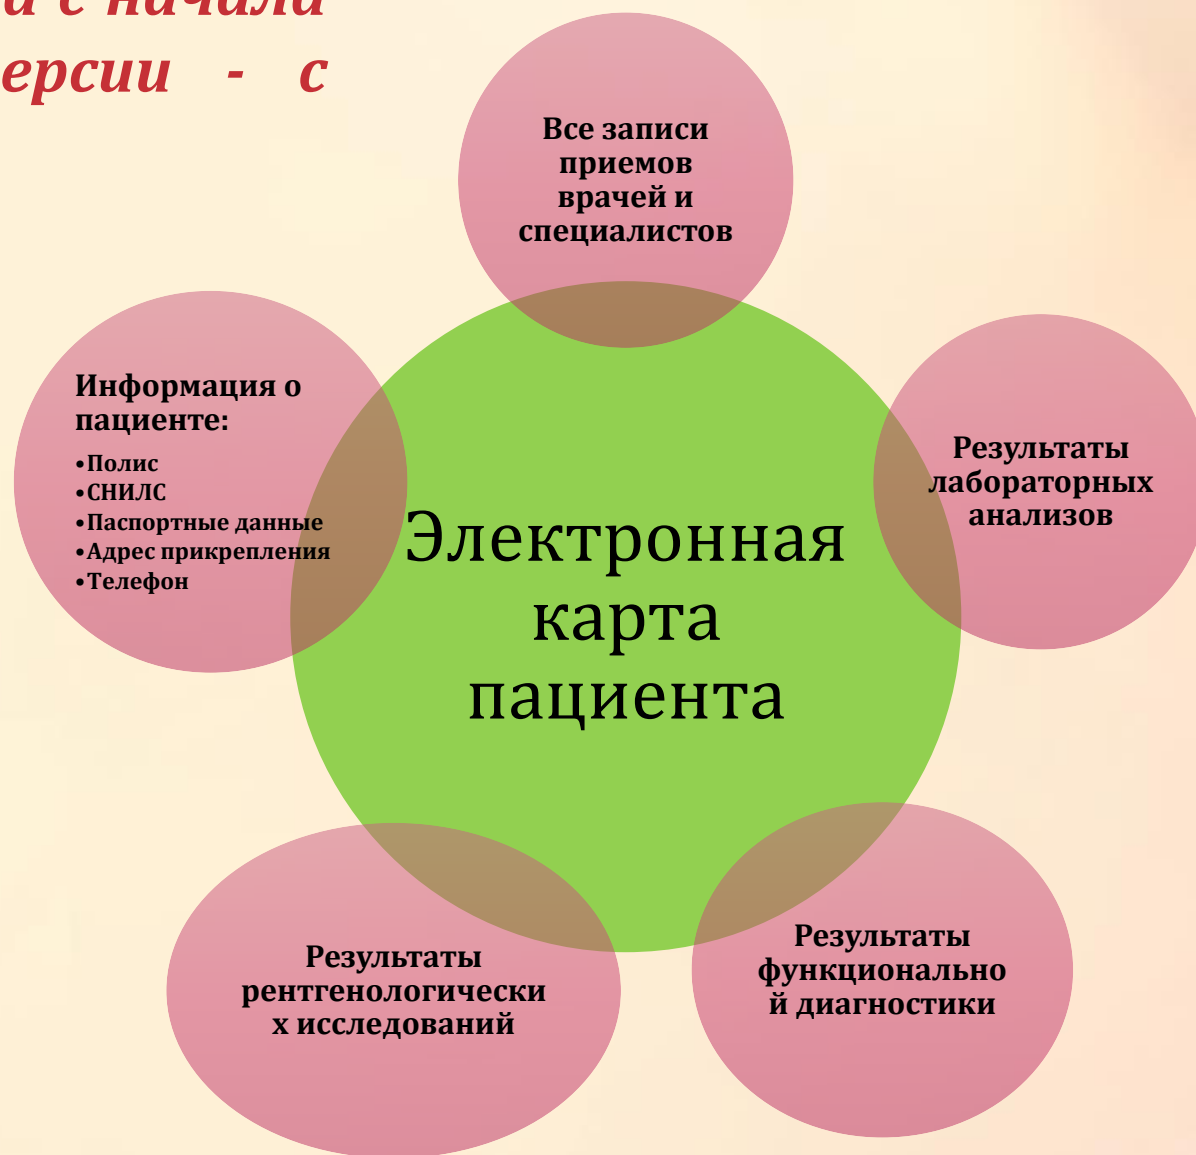 а с начала
ерсии - с
Все записи
приемов
врачей и
специалистов
Информация о
пациенте:
•Полис
•СНИЛС
•Паспортные данные
•Адрес прикрепления
•Телефон
Результаты
лабораторных
анализов
Электронная
карта
пациента
Результаты
рентгенологически
х исследований
Результаты
функционально
й диагностики